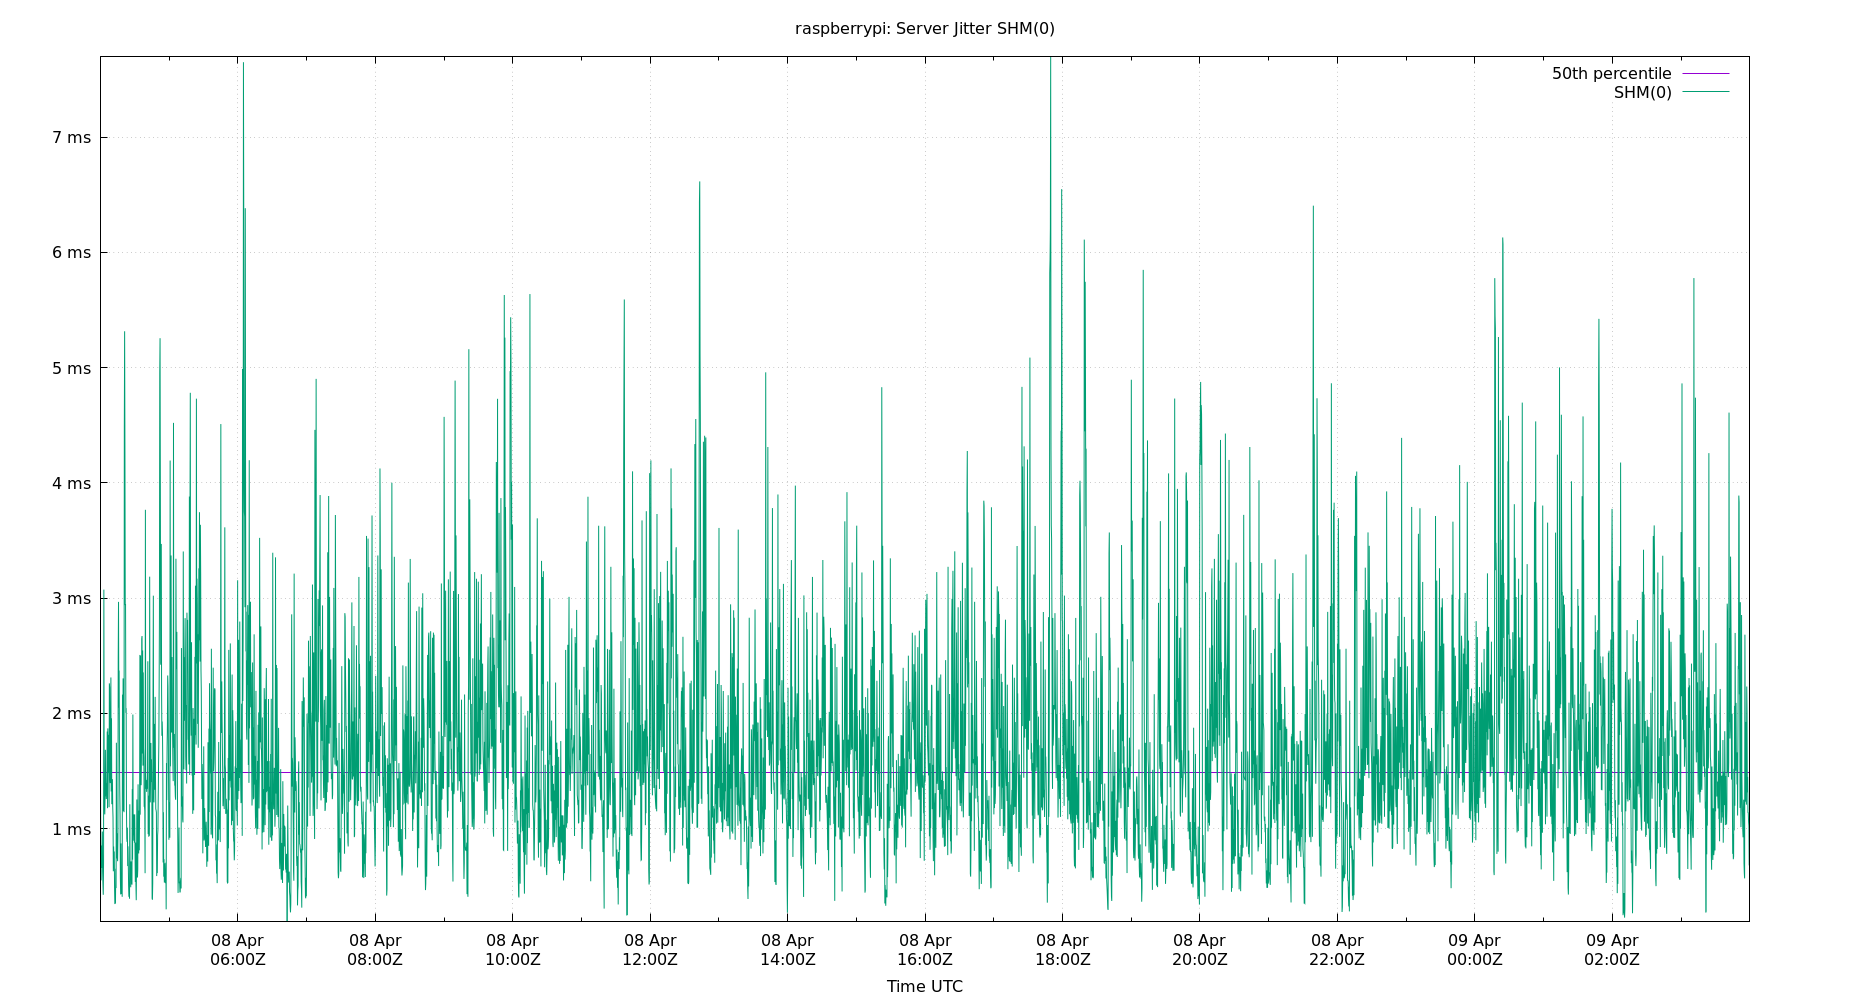 raspberrypi: Server Jitter SHM(0)
50th percentile
SHM(0)
7 ms
6 ms
5 ms
4 ms
3 ms
2 ms
1 ms
08 Apr 08 Apr 08 Apr 08 Apr 08 Apr 08 Apr 08 Apr 08 Apr 08 Apr 09 Apr 09 Apr
06:00Z 08:00Z 10:00Z 12:00Z 14:00Z 16:00Z 18:00Z 20:00Z 22:00Z 00:00Z 02:00Z
Time UTC